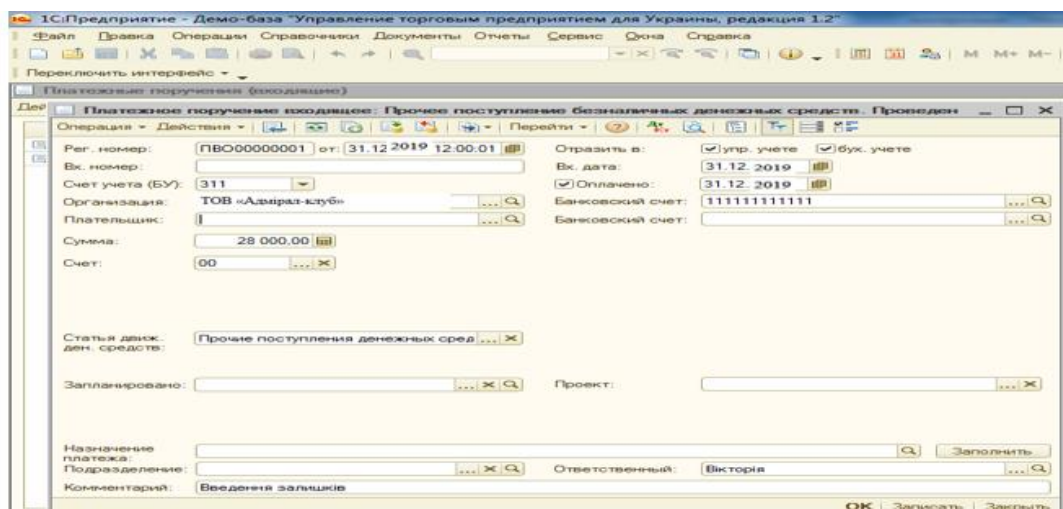 1С:Предприятие - Демо-база "Управление торговым предприятием для Украины, редакция 1.2"
Файл Правка Операции Справочники Документы Отчеты Сервис Окна Справка
М М+ М-
Переключить интерфейс
Платежные поручения (входящие)
Дей
Платежное поручение входящее: Прочее поступление безналичных денежных средств. Проведен
Операция Действия Перейти
Рег. номер: ПВО00000001 от: 31.12 2019 12:00:01 Отразить в: упр. учете бух. учете
Вх. номер: Вх. дата: 31.12. 2019
Счет учета (БУ): 311 Оплачено: 31.12. 2019
Организация: ТОВ «Адмірал-клуб» ... Банковский счет: 111111111111 ...
Плательщик: ... Банковский счет: ...
Сумма: 28 000,00
Счет: 00 ...
Статья движ. ден. средств: Прочие поступления денежных сред ...
Запланировано: ... Проект: ...
Назначение платежа: Заполнить
Подразделение: ... Ответственный: Вікторія ...
Комментарий: Введення залишків
ОК Записать Закрыть